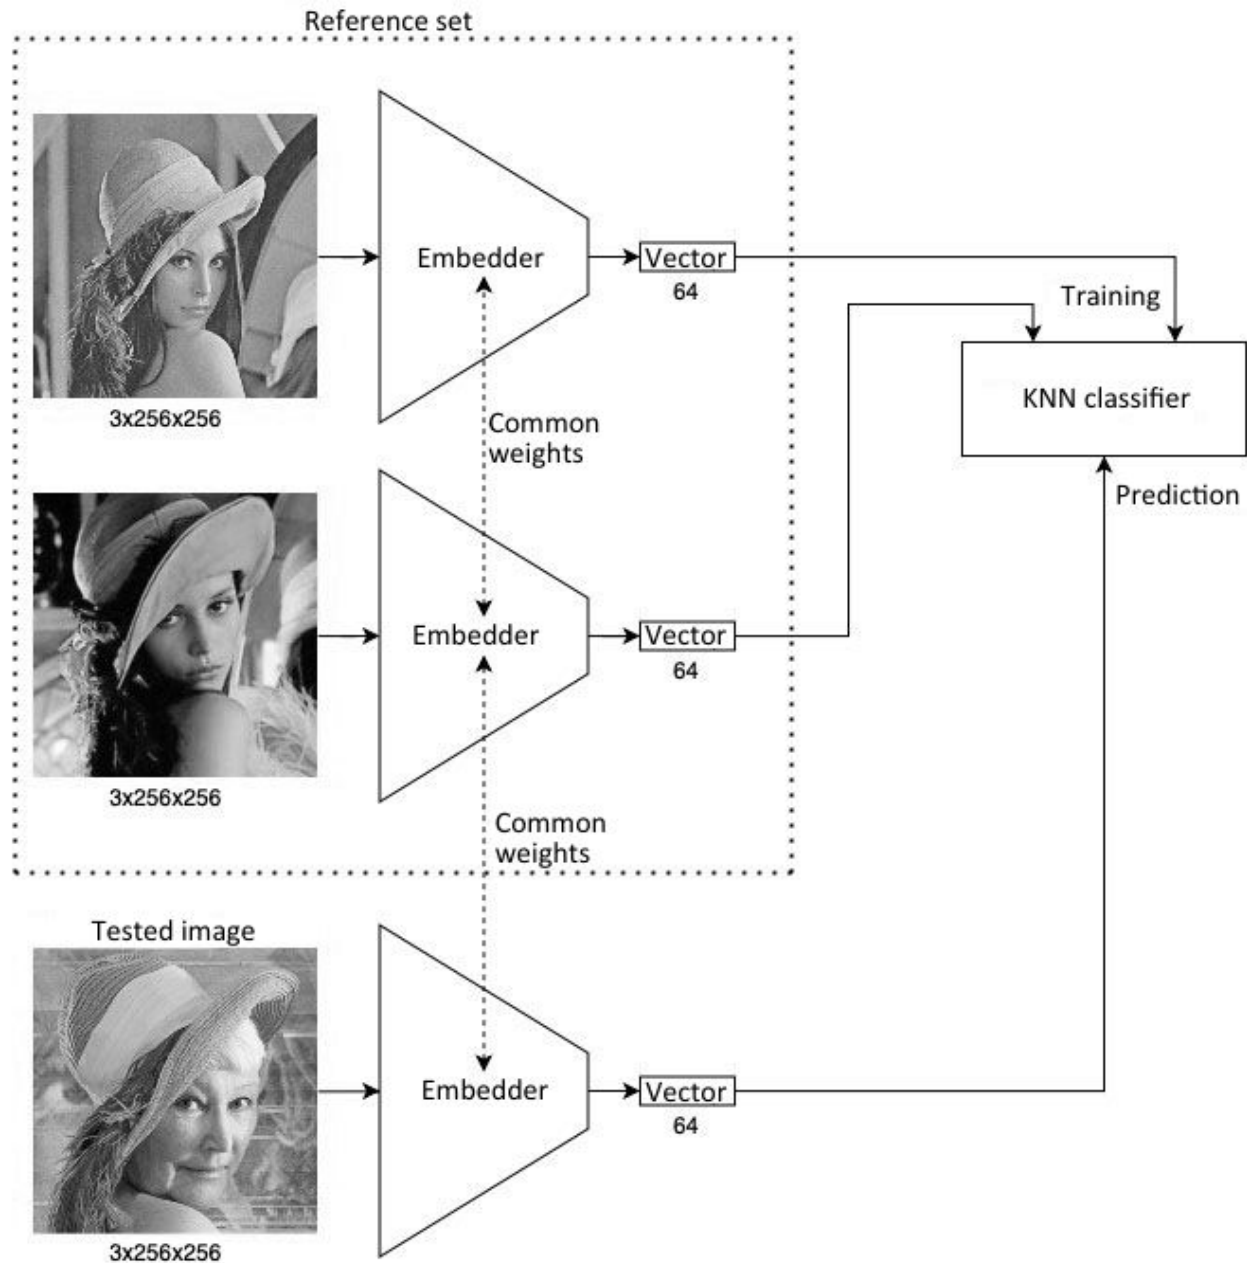 Reference set
Embedder
Vector
64
Training
3x256x256
KNN classifier
Common
weights
Prediction
Embedder
Vector
64
3x256x256
Common
weights
Tested image
Embedder
Vector
64
3x256x256